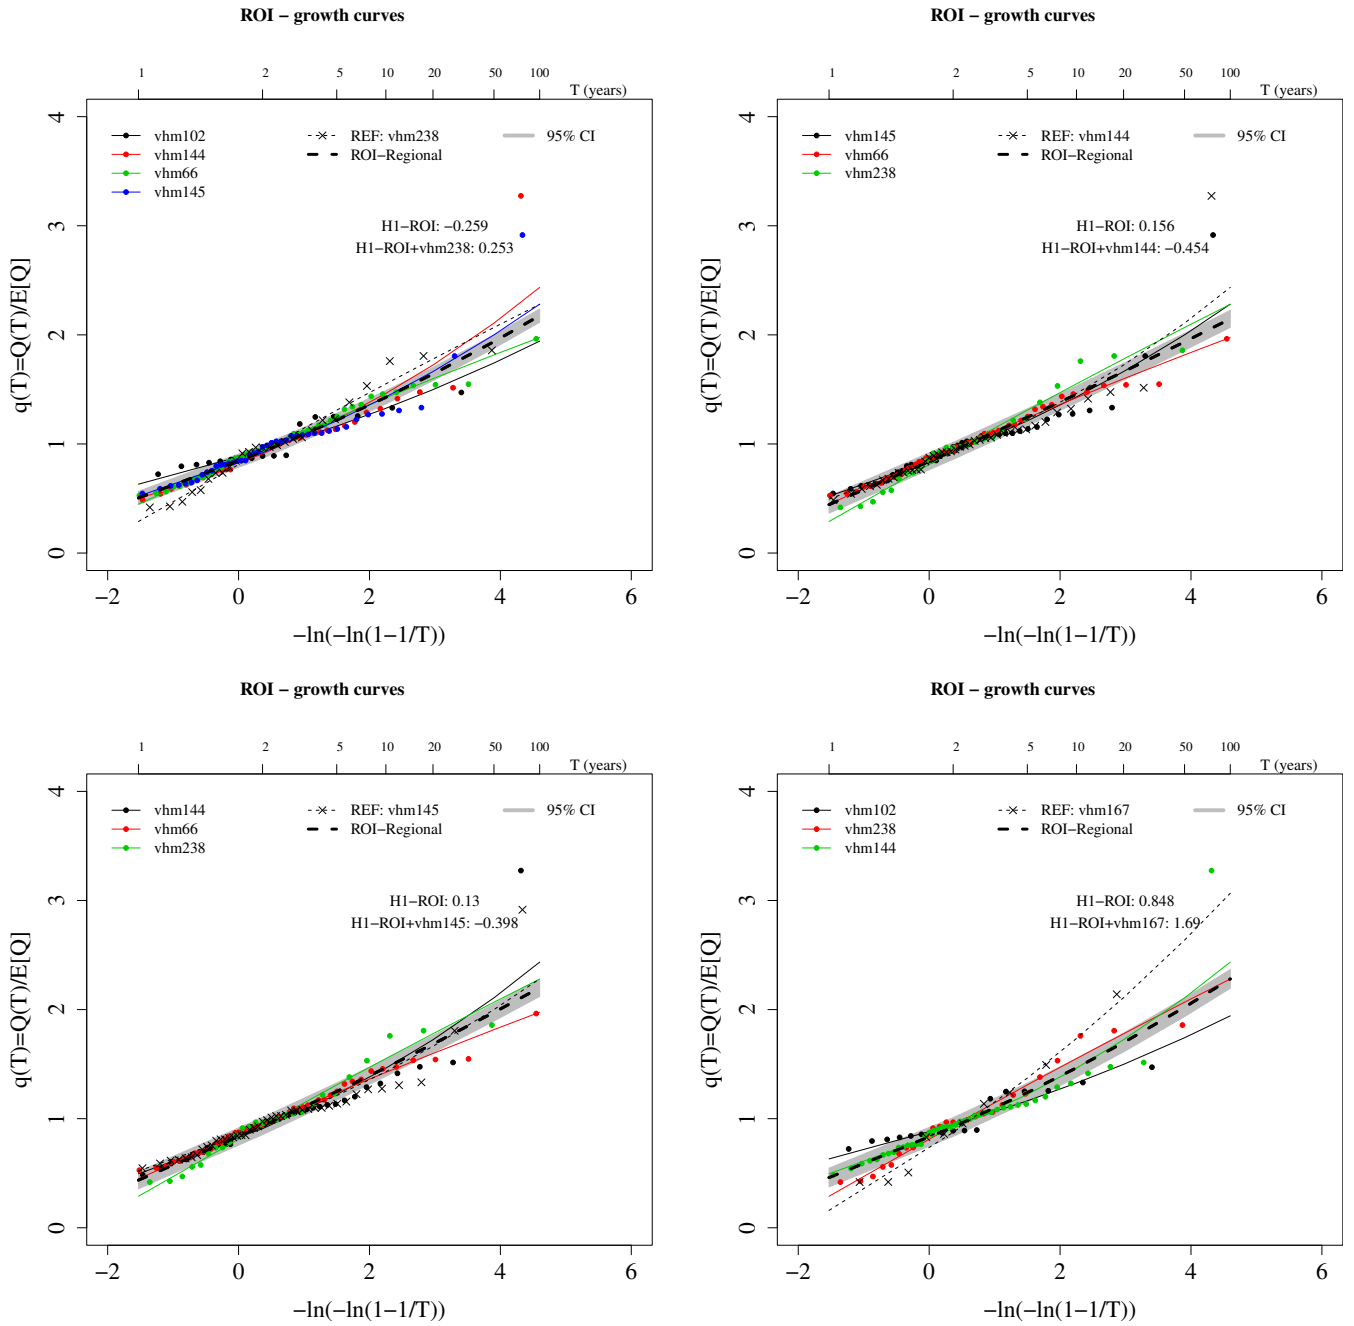 ROI − growth curves
1 2 5 10 20 50 100
T (years)
vhm102 REF: vhm238 95% CI
vhm144 ROI−Regional
vhm66
vhm145
H1−ROI: −0.259
H1−ROI+vhm238: 0.253
q(T)=Q(T)/E[Q]
0 1 2 3 4
−2 0 2 4 6
−ln(−ln(1−1/T))
ROI − growth curves
1 2 5 10 20 50 100
T (years)
vhm145 REF: vhm144 95% CI
vhm66 ROI−Regional
vhm238
H1−ROI: 0.156
H1−ROI+vhm144: −0.454
q(T)=Q(T)/E[Q]
0 1 2 3 4
−2 0 2 4 6
−ln(−ln(1−1/T))
ROI − growth curves
1 2 5 10 20 50 100
T (years)
vhm144 REF: vhm145 95% CI
vhm66 ROI−Regional
vhm238
H1−ROI: 0.13
H1−ROI+vhm145: −0.398
q(T)=Q(T)/E[Q]
0 1 2 3 4
−2 0 2 4 6
−ln(−ln(1−1/T))
ROI − growth curves
1 2 5 10 20 50 100
T (years)
vhm102 REF: vhm167 95% CI
vhm238 ROI−Regional
vhm144
H1−ROI: 0.848
H1−ROI+vhm167: 1.69
q(T)=Q(T)/E[Q]
0 1 2 3 4
−2 0 2 4 6
−ln(−ln(1−1/T))